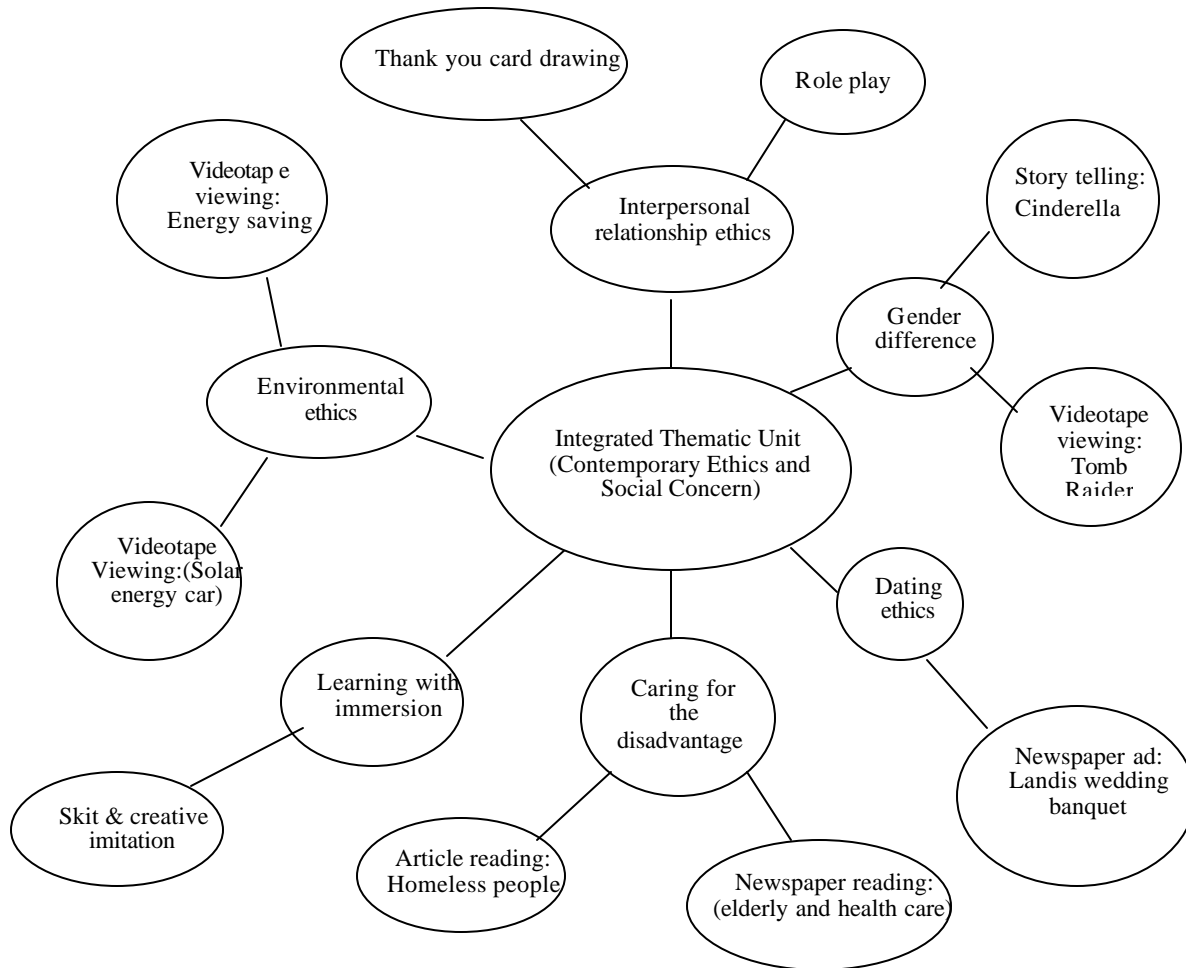 Thank you card drawing
Role play
Videotap e
viewing:
Energy saving
Story telling:
Cinderella
Interpersonal
relationship ethics
Gender
difference
Environmental
ethics
Videotape
viewing:
Tomb
Raider
Integrated Thematic Unit
(Contemporary Ethics and
Social Concern)
Videotape
Viewing:(Solar
energy car)
Dating
ethics
Learning with
immersion
Caring for
the
disadvantage
Newspaper ad:
Landis wedding
banquet
Skit & creative
imitation
Article reading:
Homeless people
Newspaper reading:
(elderly and health care)